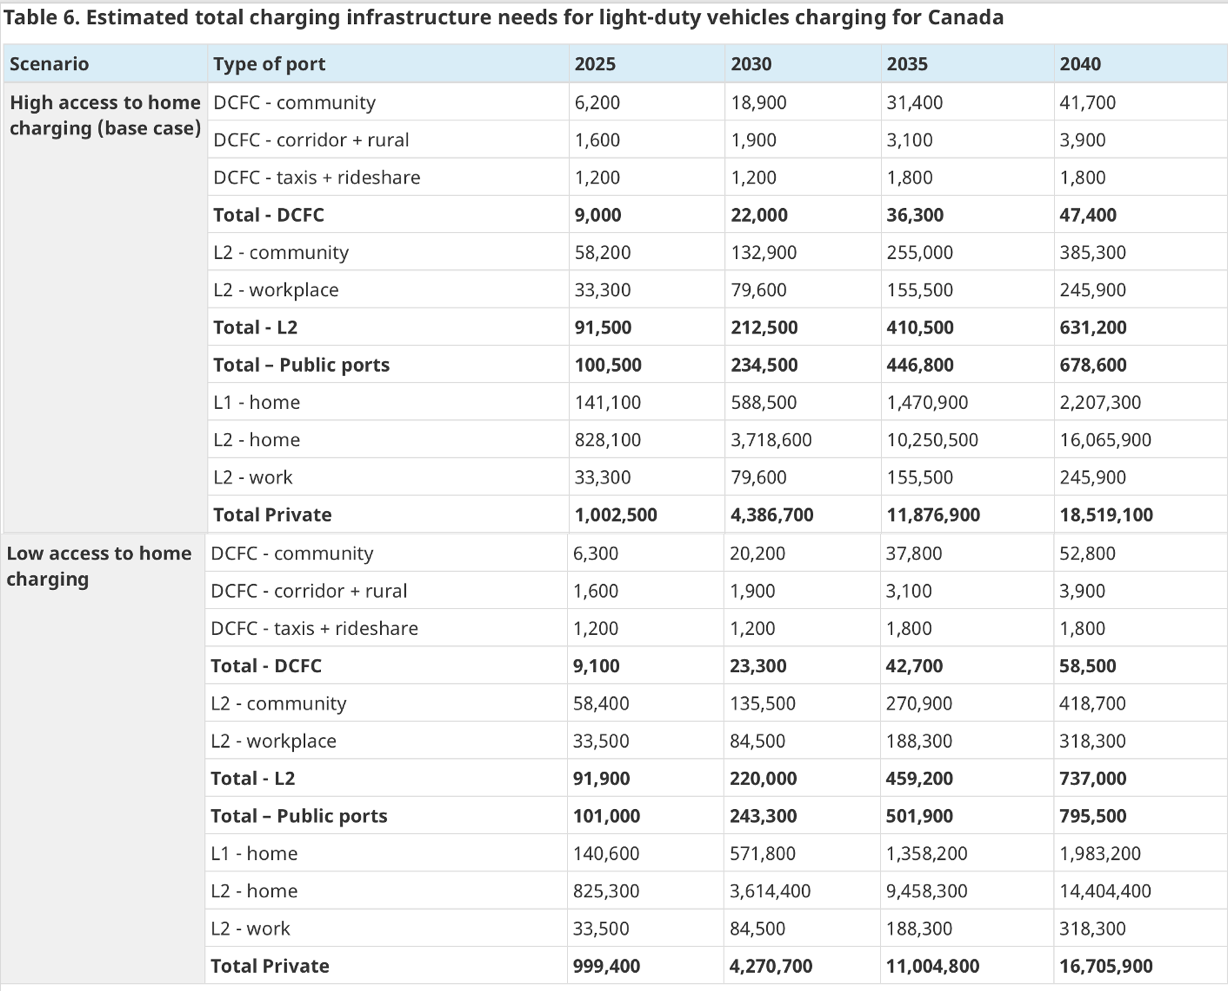 Table 6. Estimated total charging infrastructure needs for light-duty vehicles charging for Canada
Scenario Type of port 2025 2030 2035 2040
High access to home charging (base case) DCFC - community 6,200 18,900 31,400 41,700
DCFC - corridor + rural 1,600 1,900 3,100 3,900
DCFC - taxis + rideshare 1,200 1,200 1,800 1,800
Total - DCFC 9,000 22,000 36,300 47,400
L2 - community 58,200 132,900 255,000 385,300
L2 - workplace 33,300 79,600 155,500 245,900
Total - L2 91,500 212,500 410,500 631,200
Total – Public ports 100,500 234,500 446,800 678,600
L1 - home 141,100 588,500 1,470,900 2,207,300
L2 - home 828,100 3,718,600 10,250,500 16,065,900
L2 - work 33,300 79,600 155,500 245,900
Total Private 1,002,500 4,386,700 11,876,900 18,519,100
Low access to home charging DCFC - community 6,300 20,200 37,800 52,800
DCFC - corridor + rural 1,600 1,900 3,100 3,900
DCFC - taxis + rideshare 1,200 1,200 1,800 1,800
Total - DCFC 9,100 23,300 42,700 58,500
L2 - community 58,400 135,500 270,900 418,700
L2 - workplace 33,500 84,500 188,300 318,300
Total - L2 91,900 220,000 459,200 737,000
Total – Public ports 101,000 243,300 501,900 795,500
L1 - home 140,600 571,800 1,358,200 1,983,200
L2 - home 825,300 3,614,400 9,458,300 14,404,400
L2 - work 33,500 84,500 188,300 318,300
Total Private 999,400 4,270,700 11,004,800 16,705,900